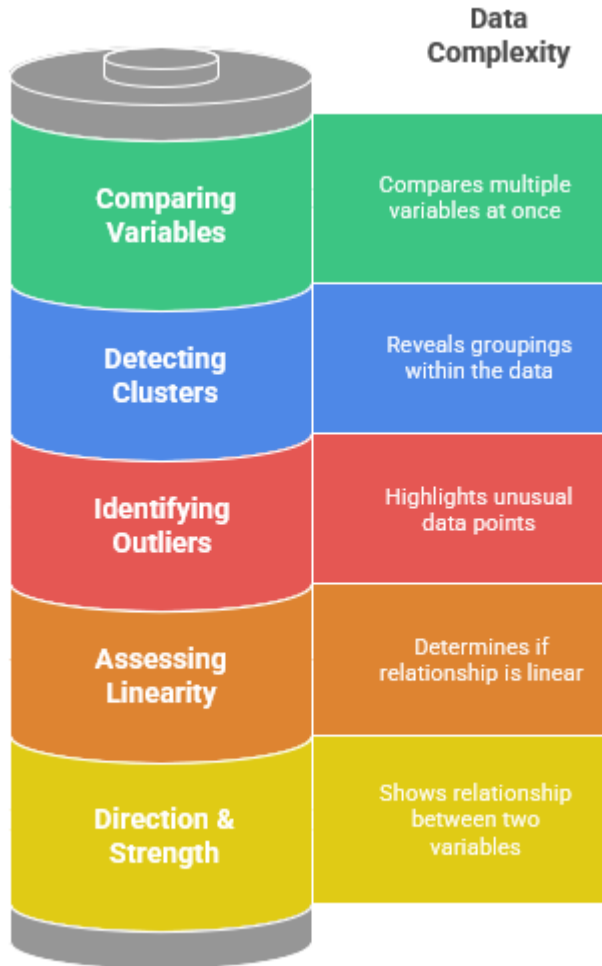 Data
Complexity
Comparing
Variables
Compares multiple
variables at once
Detecting
Clusters
Reveals groupings
within the data
Identifying
Outliers
Highlights unusual
data points
Assessing
Linearity
Determines if
relationship is linear
Direction &
Strength
Shows relationship
between two
variables